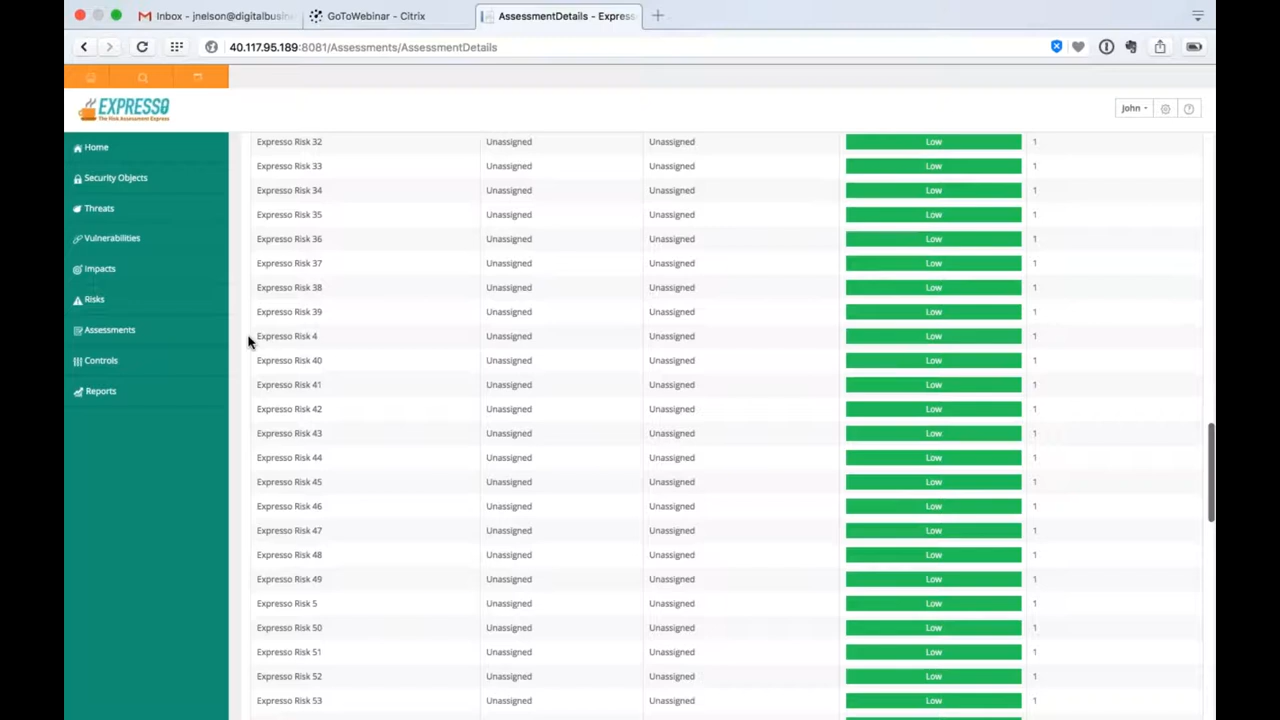 Inbox - jnelson@digitalbusin
GoToWebinar - Citrix
AssessmentDetails - Express
40.117.95.189:8081/Assessments/AssessmentDetails
EXPRESSO
The Risk Assessment Express
John
Home
Security Objects
Threats
Vulnerabilities
Impacts
Risks
Assessments
Controls
Reports
Expresso Risk 32 Unassigned Unassigned Low 1
Expresso Risk 33 Unassigned Unassigned Low 1
Expresso Risk 34 Unassigned Unassigned Low 1
Expresso Risk 35 Unassigned Unassigned Low 1
Expresso Risk 36 Unassigned Unassigned Low 1
Expresso Risk 37 Unassigned Unassigned Low 1
Expresso Risk 38 Unassigned Unassigned Low 1
Expresso Risk 39 Unassigned Unassigned Low 1
Expresso Risk 4 Unassigned Unassigned Low 1
Expresso Risk 40 Unassigned Unassigned Low 1
Expresso Risk 41 Unassigned Unassigned Low 1
Expresso Risk 42 Unassigned Unassigned Low 1
Expresso Risk 43 Unassigned Unassigned Low 1
Expresso Risk 44 Unassigned Unassigned Low 1
Expresso Risk 45 Unassigned Unassigned Low 1
Expresso Risk 46 Unassigned Unassigned Low 1
Expresso Risk 47 Unassigned Unassigned Low 1
Expresso Risk 48 Unassigned Unassigned Low 1
Expresso Risk 49 Unassigned Unassigned Low 1
Expresso Risk 5 Unassigned Unassigned Low 1
Expresso Risk 50 Unassigned Unassigned Low 1
Expresso Risk 51 Unassigned Unassigned Low 1
Expresso Risk 52 Unassigned Unassigned Low 1
Expresso Risk 53 Unassigned Unassigned Low 1